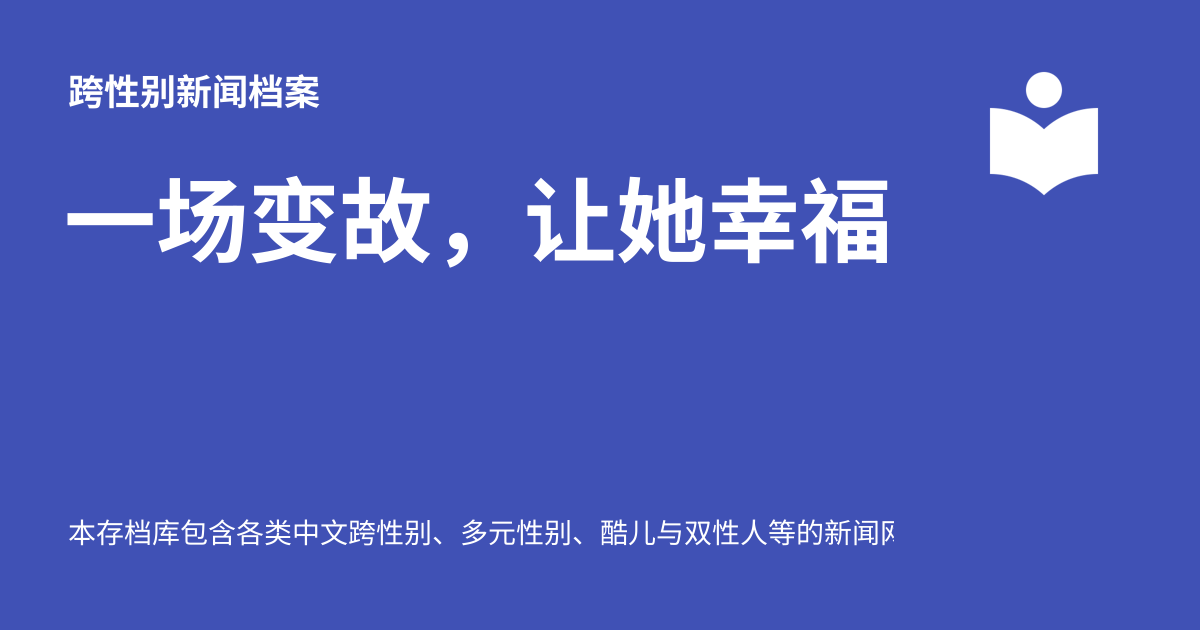 跨性别新闻档案
一场变故，让她幸福
本存档库包含各类中文跨性别、多元性别、酷儿与双性人等的新闻